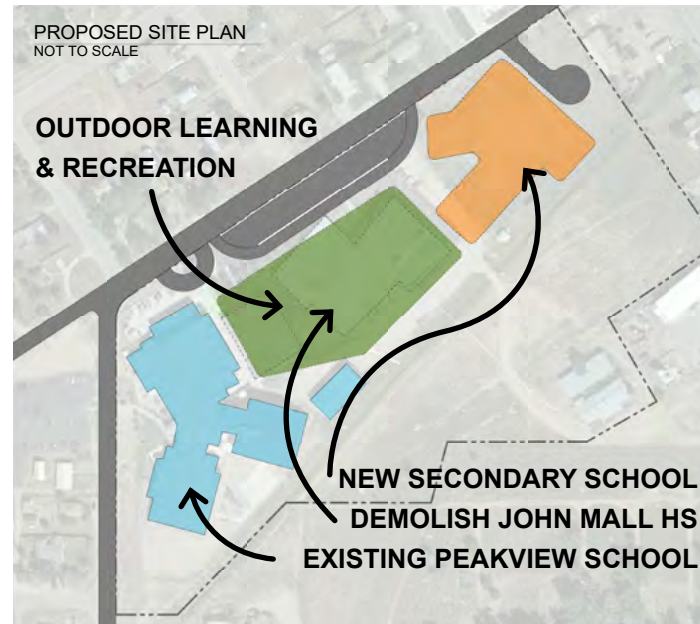 PROPOSED SITE PLAN
NOT TO SCALE
OUTDOOR LEARNING
& RECREATION
NEW SECONDARY SCHOOL
DEMOLISH JOHN MALL HS
EXISTING PEAKVIEW SCHOOL